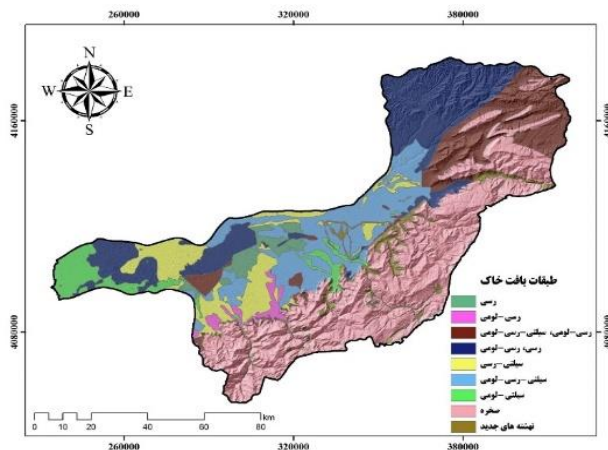 260000 320000 380000
N
W E
S
4160000 4160000
4080000 4080000
طبقات بافت خاک
رسی
رسی-لومی
رسی-لومی، سیلتی-رسی-لومی
رسی، رسی-لومی
سیلتی-رسی
سیلتی-رسی-لومی
سیلتی-لومی
صخره
نهشته های جدید
0 10 20 40 60 80
km
260000 320000 380000